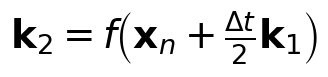 𝐤₂ = f(𝐱ₙ + Δt/2 𝐤₁)